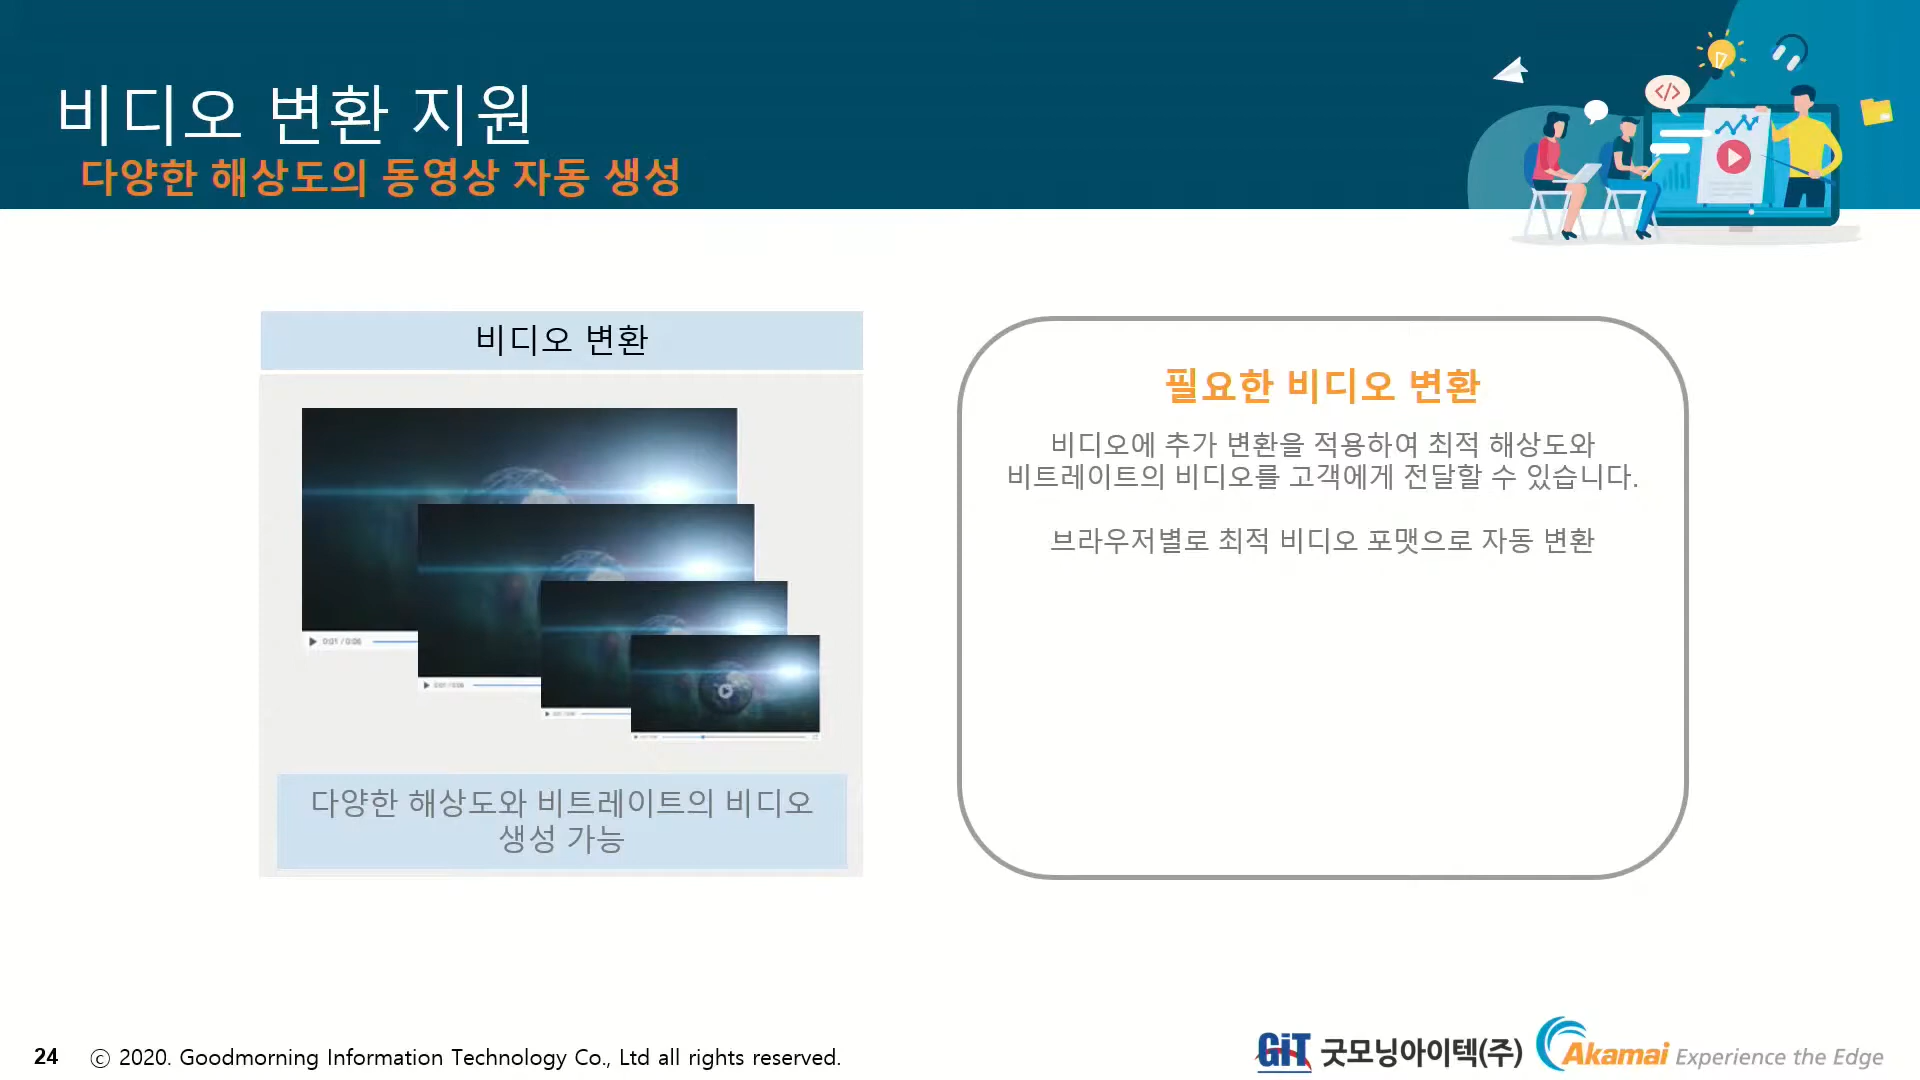 비디오 변환 지원
다양한 해상도의 동영상 자동 생성
비디오 변환
0:01 / 0:06
다양한 해상도와 비트레이트의 비디오
생성 가능
필요한 비디오 변환
비디오에 추가 변환을 적용하여 최적 해상도와
비트레이트의 비디오를 고객에게 전달할 수 있습니다.
브라우저별로 최적 비디오 포맷으로 자동 변환
24 ⓒ 2020. Goodmorning Information Technology Co., Ltd all rights reserved.
GiT 굿모닝아이텍(주)
Akamai Experience the Edge